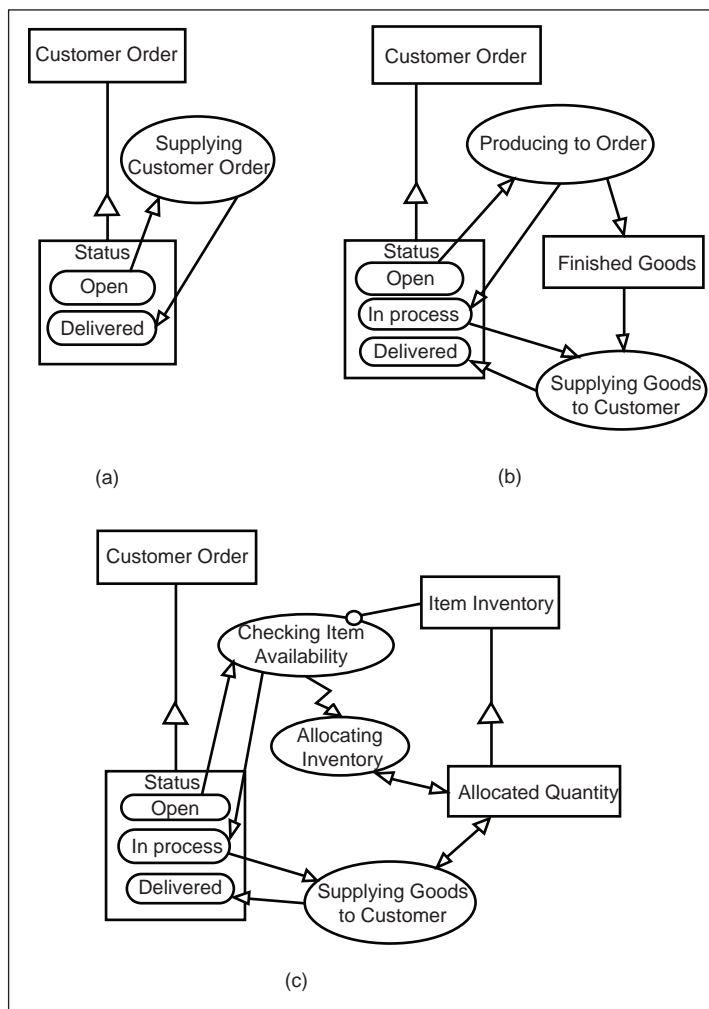 Customer Order
Supplying
Customer Order
Status
Open
Delivered
(a)
Customer Order
Producing to Order
Status
Open
In process
Delivered
Finished Goods
Supplying Goods
to Customer
(b)
Customer Order
Item Inventory
Checking Item
Availability
Allocating
Inventory
Status
Open
In process
Delivered
Allocated Quantity
Supplying Goods
to Customer
(c)